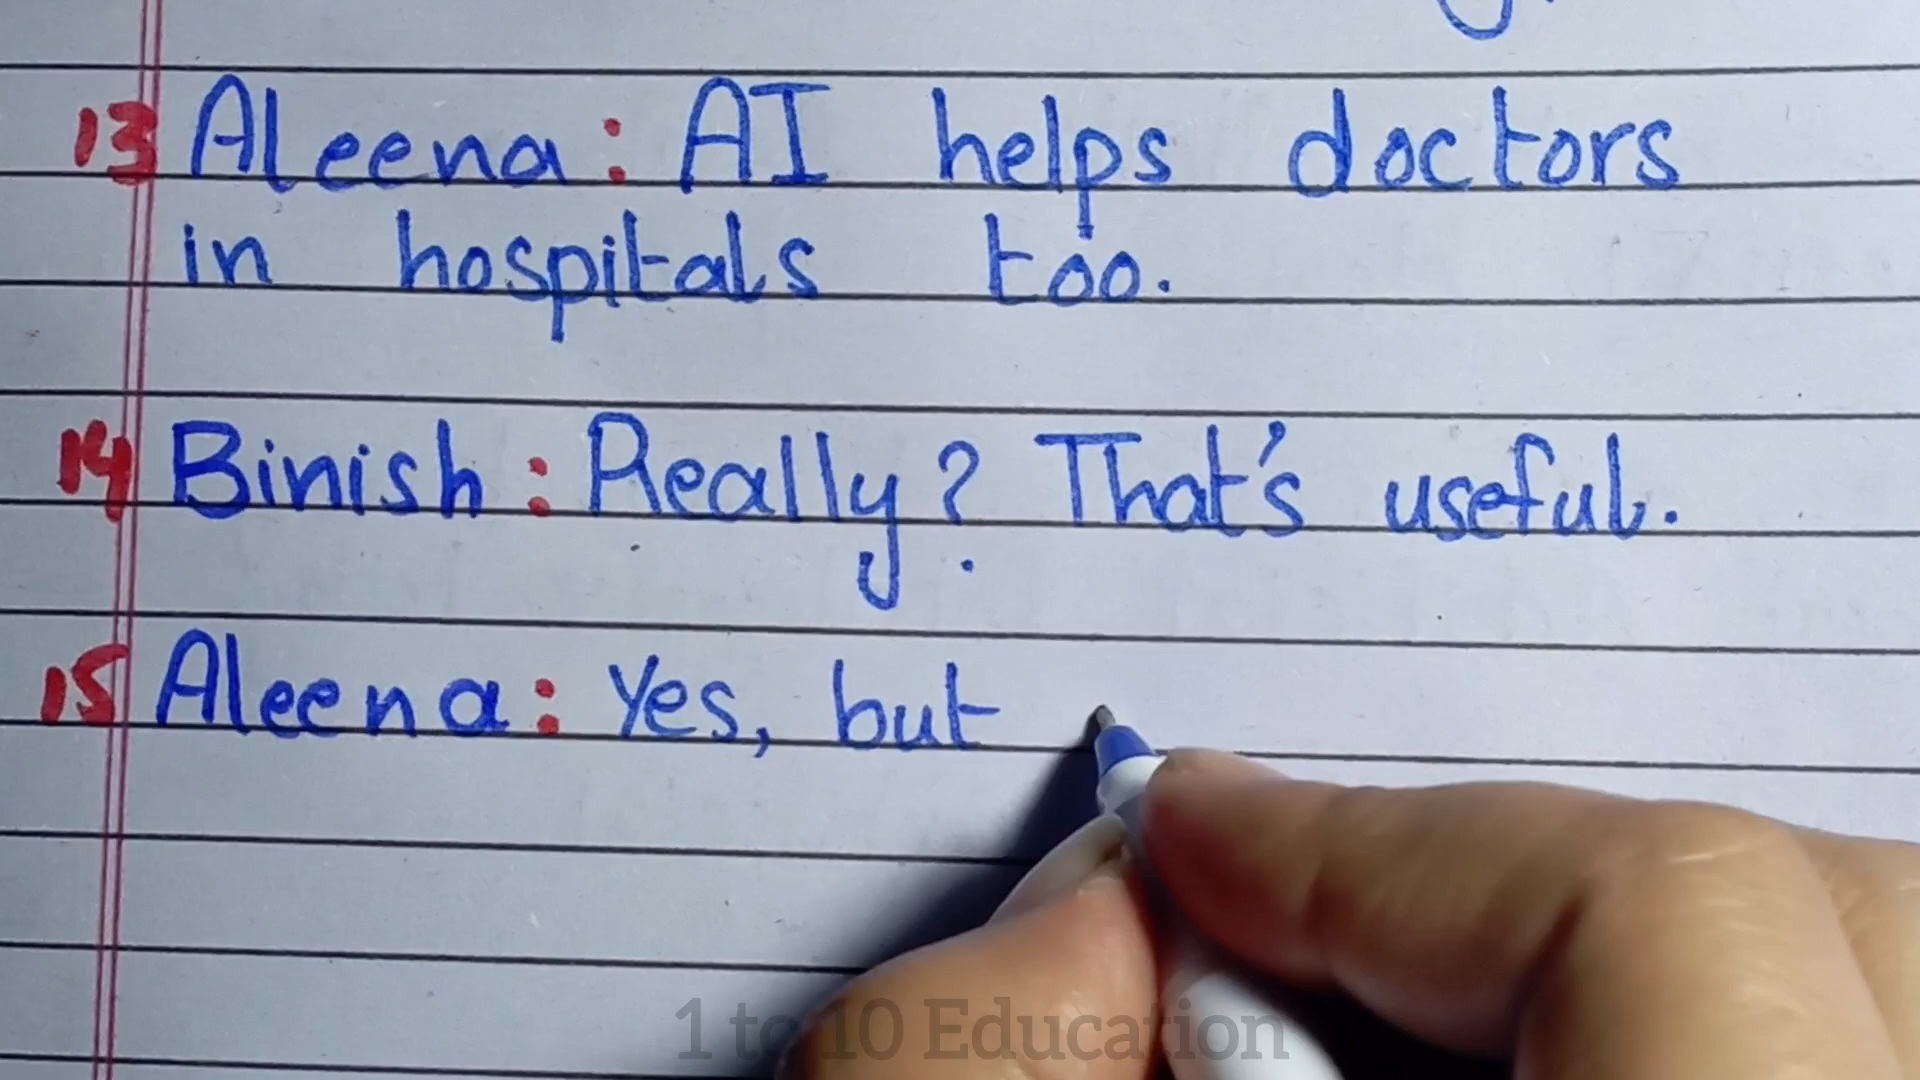 13 Aleena: AI helps doctors
in hospitals too.
14 Binish: Really? That's useful.
15 Aleena: Yes, but
1 to 10 Education